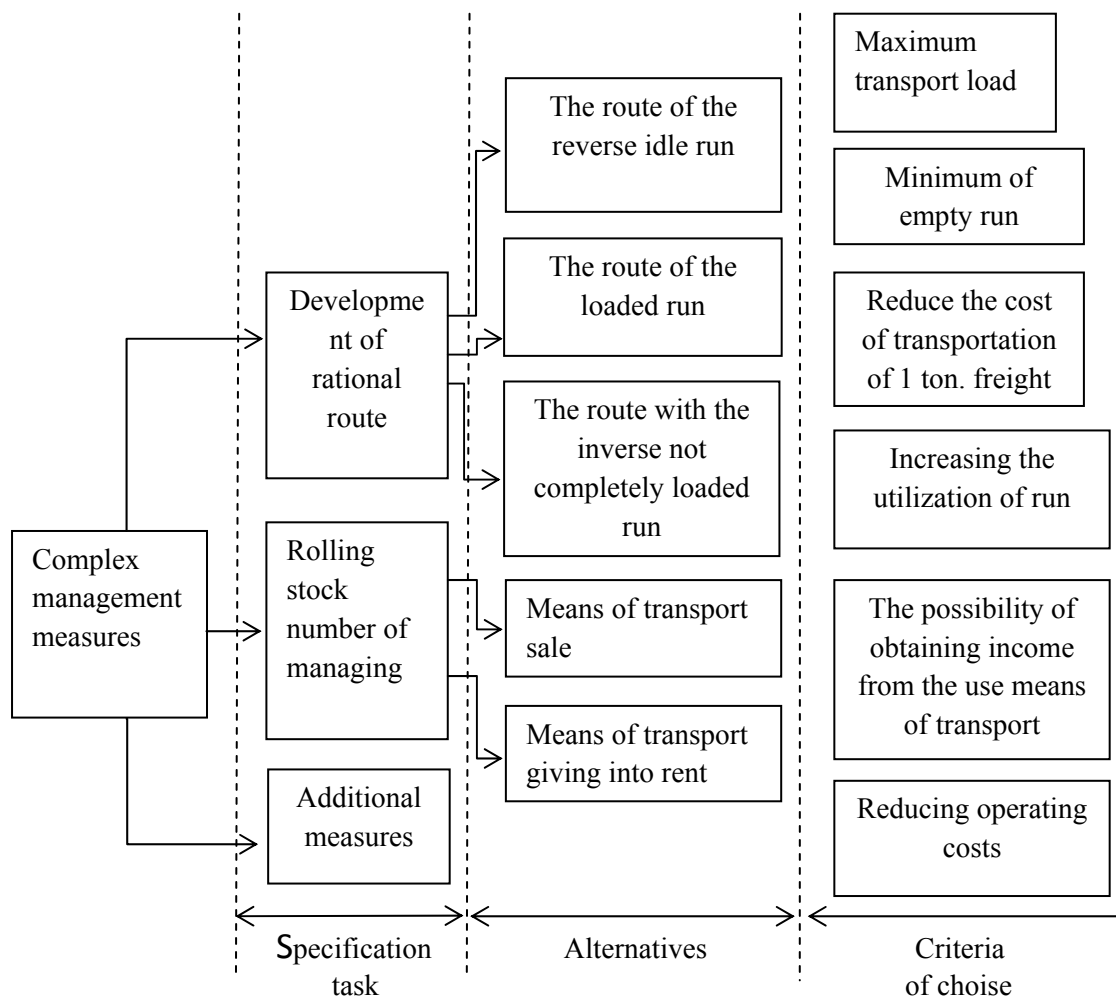 Complex
management
measures
Developme
nt of
rational
route
Rolling
stock
number of
managing
Additional
measures
The route of the
reverse idle run
The route of the
loaded run
The route with the
inverse not
completely loaded
run
Means of transport
sale
Means of transport
giving into rent
Maximum
transport load
Minimum of
empty run
Reduce the cost
of transportation
of 1 ton. freight
Increasing the
utilization of run
The possibility of
obtaining income
from the use means
of transport
Reducing operating
costs
Specification
task
Alternatives
Criteria
of choise